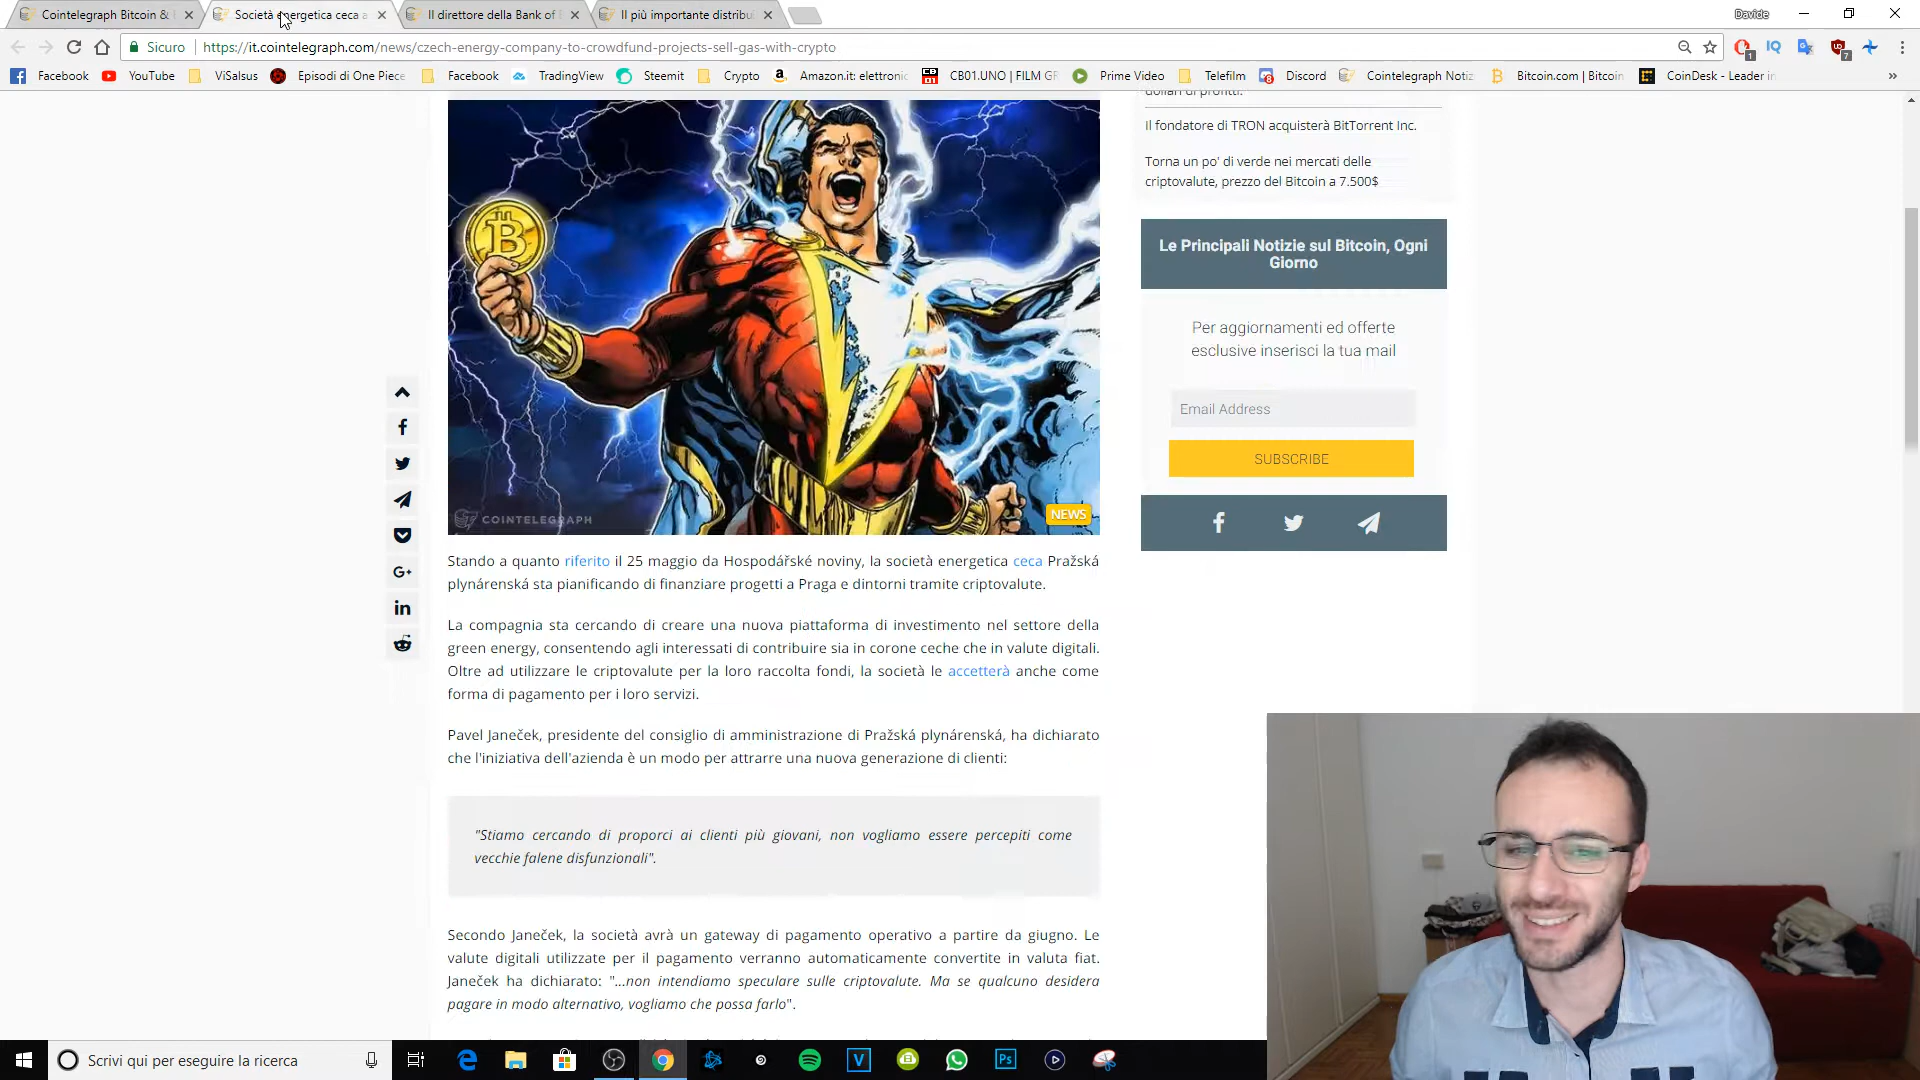 Cointelegraph Bitcoin &
Società energetica ceca a
Il direttore della Bank of
Il più importante distribu
Davide
Sicuro
https://it.cointelegraph.com/news/czech-energy-company-to-crowdfund-projects-sell-gas-with-crypto
Facebook
YouTube
ViSalsus
Episodi di One Piece
Facebook
TradingView
Steemit
Crypto
Amazon.it: elettronic
CB01.UNO | FILM GR
Prime Video
Telefilm
Discord
Cointelegraph Notiz
Bitcoin.com | Bitcoin
CoinDesk - Leader in
»
dollari di profitti.
Il fondatore di TRON acquisterà BitTorrent Inc.
Torna un po' di verde nei mercati delle
criptovalute, prezzo del Bitcoin a 7.500$
Le Principali Notizie sul Bitcoin, Ogni
Giorno
Per aggiornamenti ed offerte
esclusive inserisci la tua mail
Email Address
SUBSCRIBE
COINTELEGRAPH
NEWS
Stando a quanto riferito il 25 maggio da Hospodářské noviny, la società energetica ceca Pražská
plynárenská sta pianificando di finanziare progetti a Praga e dintorni tramite criptovalute.
La compagnia sta cercando di creare una nuova piattaforma di investimento nel settore della
green energy, consentendo agli interessati di contribuire sia in corone ceche che in valute digitali.
Oltre ad utilizzare le criptovalute per la loro raccolta fondi, la società le accetterà anche come
forma di pagamento per i loro servizi.
Pavel Janeček, presidente del consiglio di amministrazione di Pražská plynárenská, ha dichiarato
che l'iniziativa dell'azienda è un modo per attrarre una nuova generazione di clienti:
"Stiamo cercando di proporci ai clienti più giovani, non vogliamo essere percepiti come
vecchie falene disfunzionali".
Secondo Janeček, la società avrà un gateway di pagamento operativo a partire da giugno. Le
valute digitali utilizzate per il pagamento verranno automaticamente convertite in valuta fiat.
Janeček ha dichiarato: "...non intendiamo speculare sulle criptovalute. Ma se qualcuno desidera
pagare in modo alternativo, vogliamo che possa farlo".
Scrivi qui per eseguire la ricerca